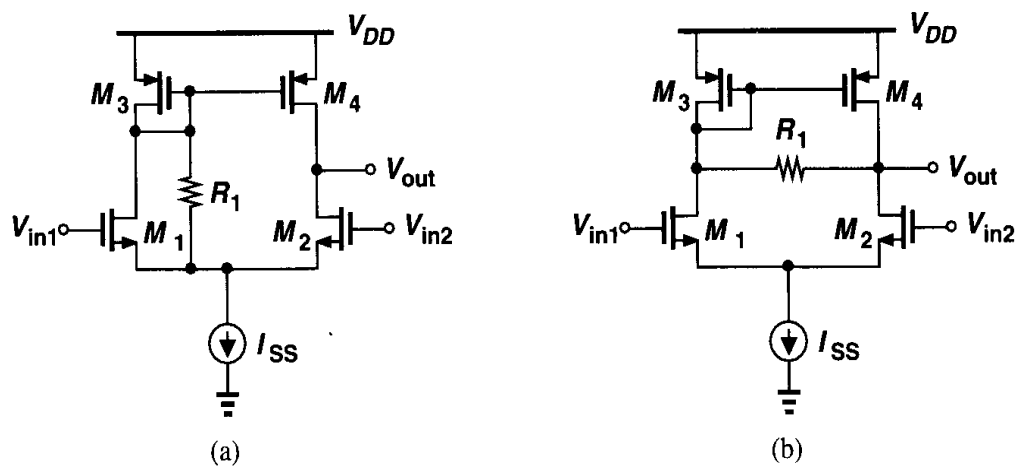 V_DD
M_3
M_4
R_1
V_out
V_in1
M_1
M_2
V_in2
I_SS
(a)
V_DD
M_3
M_4
R_1
V_out
V_in1
M_1
M_2
V_in2
I_SS
(b)